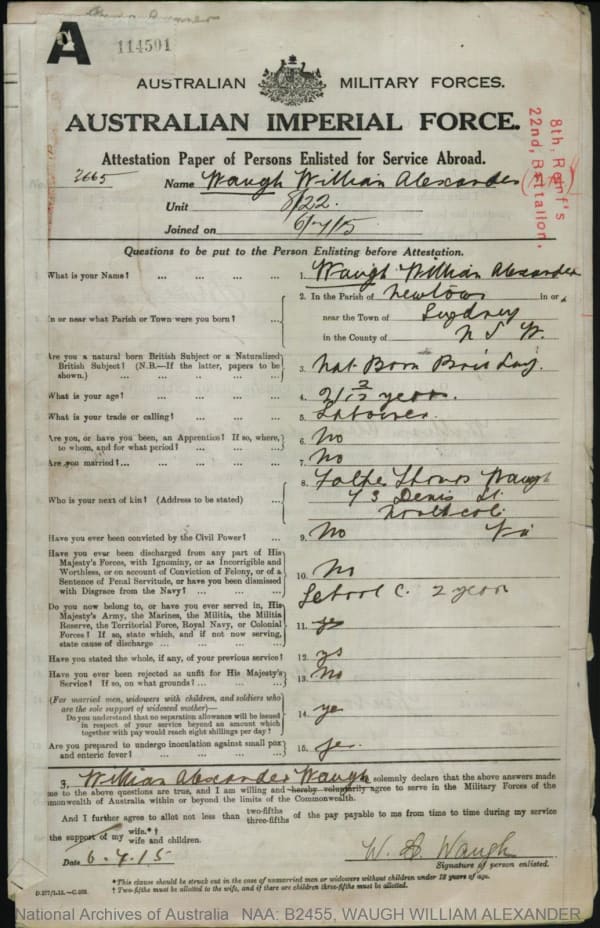 A
114501
AUSTRALIAN MILITARY FORCES.
AUSTRALIAN IMPERIAL FORCE.
Attestation Paper of Persons Enlisted for Service Abroad.
8th, Reinf's
22nd, Battalion.
3665 Name Waugh William Alexander
Unit 8/22.
Joined on 6/7/15
Questions to be put to the Person Enlisting before Attestation.
1. What is your Name? ... ... ... ... 1. Waugh William Alexander
2. In the Parish of Newtown in or
In or near what Parish or Town were you born? ... near the Town of Sydney
in the County of N S W.
Are you a natural born British Subject or a Naturalized
British Subject? (N.B.—If the latter, papers to be
shown.) ... ... ... ... 3. Nat Born Brit Subj.
What is your age? ... ... ... ... 4. 21 2/12 years.
What is your trade or calling? ... ... ... 5. Labourer.
Are you, or have you been, an Apprentice? If so, where,
to whom, and for what period? ... ... ... 6. No
Are you married?... ... ... ... 7. No
8. Father Thomas Waugh
Who is your next of kin? (Address to be stated) ... 73 Denis St
Northcote
Have you ever been convicted by the Civil Power? ... 9. No Vic
Have you ever been discharged from any part of His
Majesty's Forces, with Ignominy, or as Incorrigible and
Worthless, or on account of Conviction of Felony, or of a
Sentence of Penal Servitude, or have you been dismissed
with Disgrace from the Navy? ... ... ... 10. No
School C. 2 years
Do you now belong to, or have you ever served in, His
Majesty's Army, the Marines, the Militia, the Militia
Reserve, the Territorial Force, Royal Navy, or Colonial
Forces? If so, state which, and if not now serving,
state cause of discharge ... ... ... 11. yes
Have you stated the whole, if any, of your previous service? 12. yes
Have you ever been rejected as unfit for His Majesty's
Service? If so, on what grounds? ... ... ... 13. No
(For married men, widowers with children, and soldiers who
are the sole support of widowed mother)—
Do you understand that no separation allowance will be issued
in respect of your service beyond an amount which
together with pay would reach eight shillings per day? 14. ye
Are you prepared to undergo inoculation against small pox
and enteric fever? ... ... ... ... 15. yes.
I, William Alexander Waugh solemnly declare that the above answers made
me to the above questions are true, and I am willing and hereby voluntarily agree to serve in the Military Forces of the
Commonwealth of Australia within or beyond the limits of the Commonwealth.
And I further agree to allot not less than two-fifths three-fifths of the pay payable to me from time to time during my service
the support of my wife.*† wife and children.
Date 6.7.15 W. A. Waugh
Signature of person enlisted.
*This clause should be struck out in the case of unmarried men or widowers without children under 18 years of age.
† Two-fifths must be allotted to the wife, and if there are children three-fifths must be allotted.
National Archives of Australia NAA: B2455, WAUGH WILLIAM ALEXANDER